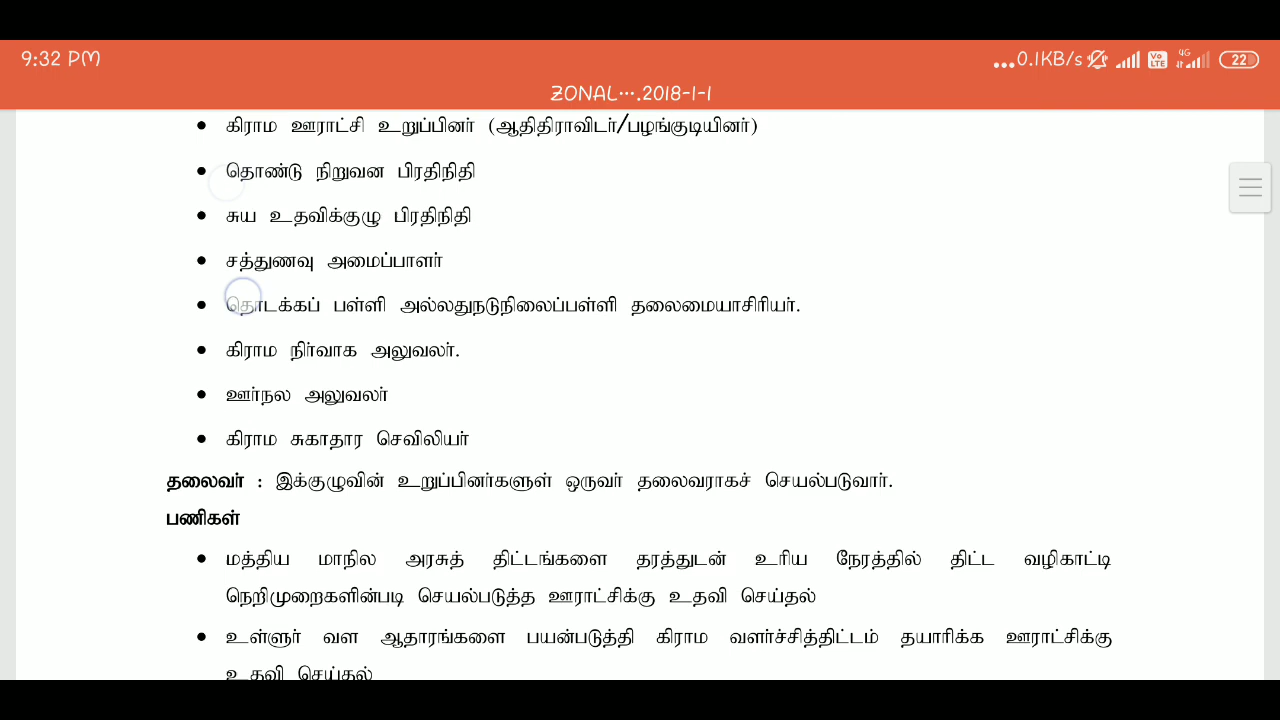 9:32 PM
...0.1KB/s Vo LTE 4G 22
ZONAL....2018-1-1
• கிராம ஊராட்சி உறுப்பினர் (ஆதிதிராவிடர்/பழங்குடியினர்)
• தொண்டு நிறுவன பிரதிநிதி
• சுய உதவிக்குழு பிரதிநிதி
• சத்துணவு அமைப்பாளர்
• தொடக்கப் பள்ளி அல்லதுநடுநிலைப்பள்ளி தலைமையாசிரியர்.
• கிராம நிர்வாக அலுவலர்.
• ஊர்நல அலுவலர்
• கிராம சுகாதார செவிலியர்
தலைவர் : இக்குழுவின் உறுப்பினர்களுள் ஒருவர் தலைவராகச் செயல்படுவார்.
பணிகள்
• மத்திய மாநில அரசுத் திட்டங்களை தரத்துடன் உரிய நேரத்தில் திட்ட வழிகாட்டி
நெறிமுறைகளின்படி செயல்படுத்த ஊராட்சிக்கு உதவி செய்தல்
• உள்ளுர் வள ஆதாரங்களை பயன்படுத்தி கிராம வளர்ச்சித்திட்டம் தயாரிக்க ஊராட்சிக்கு
உதவி செய்தல்